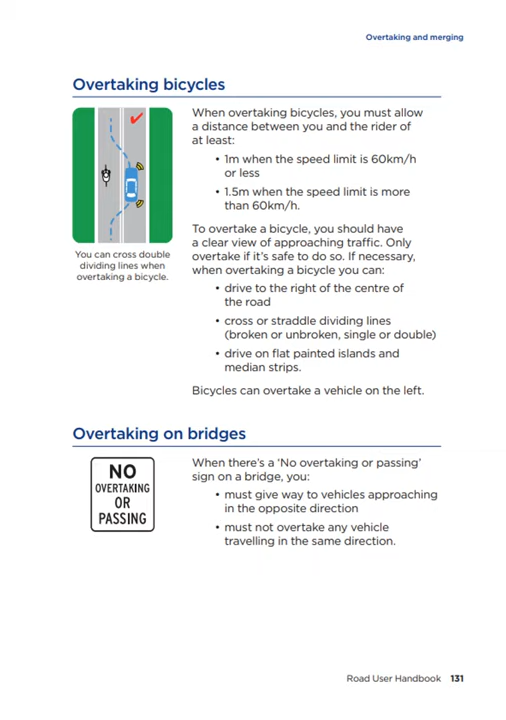 Overtaking and merging
Overtaking bicycles
You can cross double
dividing lines when
overtaking a bicycle.
When overtaking bicycles, you must allow
a distance between you and the rider of
at least:
• 1m when the speed limit is 60km/h
or less
• 1.5m when the speed limit is more
than 60km/h.
To overtake a bicycle, you should have
a clear view of approaching traffic. Only
overtake if it's safe to do so. If necessary,
when overtaking a bicycle you can:
• drive to the right of the centre of
the road
• cross or straddle dividing lines
(broken or unbroken, single or double)
• drive on flat painted islands and
median strips.
Bicycles can overtake a vehicle on the left.
Overtaking on bridges
NO
OVERTAKING
OR
PASSING
When there's a 'No overtaking or passing'
sign on a bridge, you:
• must give way to vehicles approaching
in the opposite direction
• must not overtake any vehicle
travelling in the same direction.
Road User Handbook 131